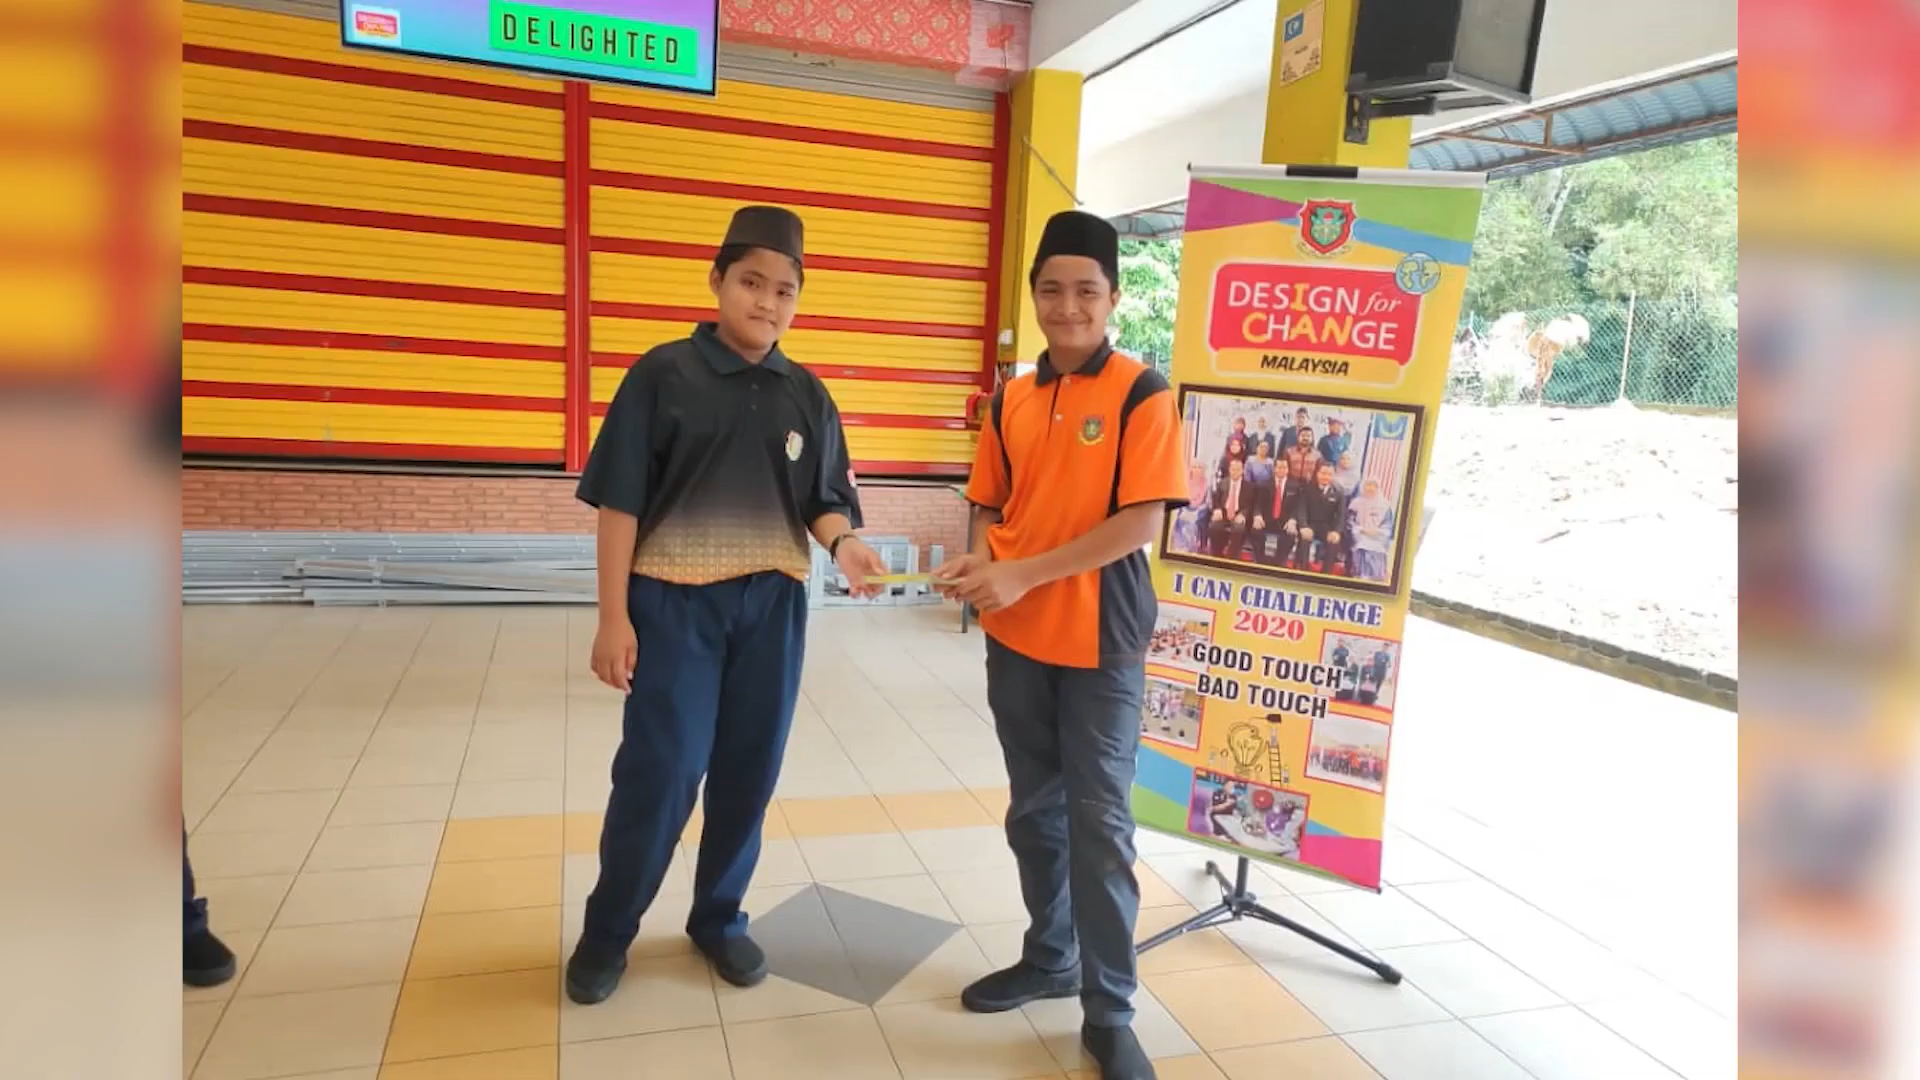 DELIGHTED
DESIGN for
CHANGE
MALAYSIA
I CAN CHALLENGE
2020
GOOD TOUCH
BAD TOUCH